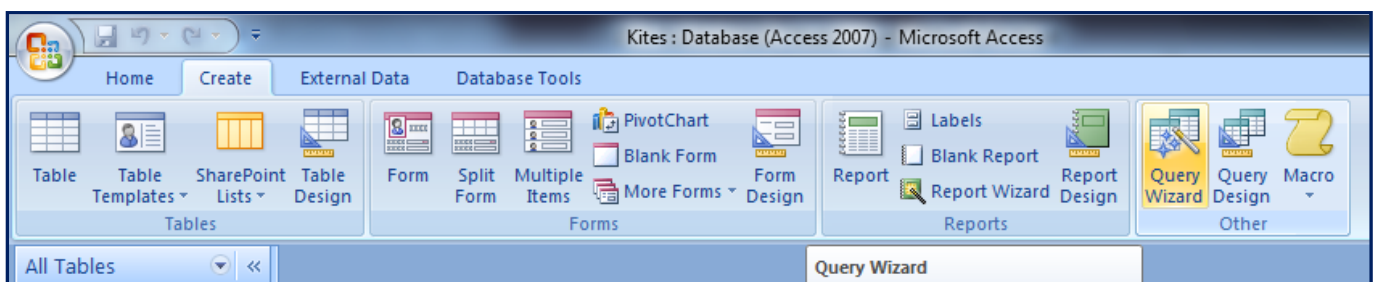 Kites : Database (Access 2007) - Microsoft Access
Home Create External Data Database Tools
Table
Table Templates
SharePoint Lists
Table Design
Tables
Form
Split Form
Multiple Items
PivotChart
Blank Form
More Forms
Form Design
Forms
Report
Labels
Blank Report
Report Wizard
Report Design
Reports
Query Wizard
Query Design
Macro
Other
All Tables
Query Wizard